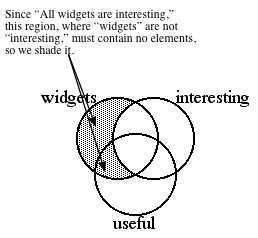 Since “All widgets are interesting,”
this region, where “widgets” are not
“interesting,” must contain no elements,
so we shade it.
widgets
interesting
useful